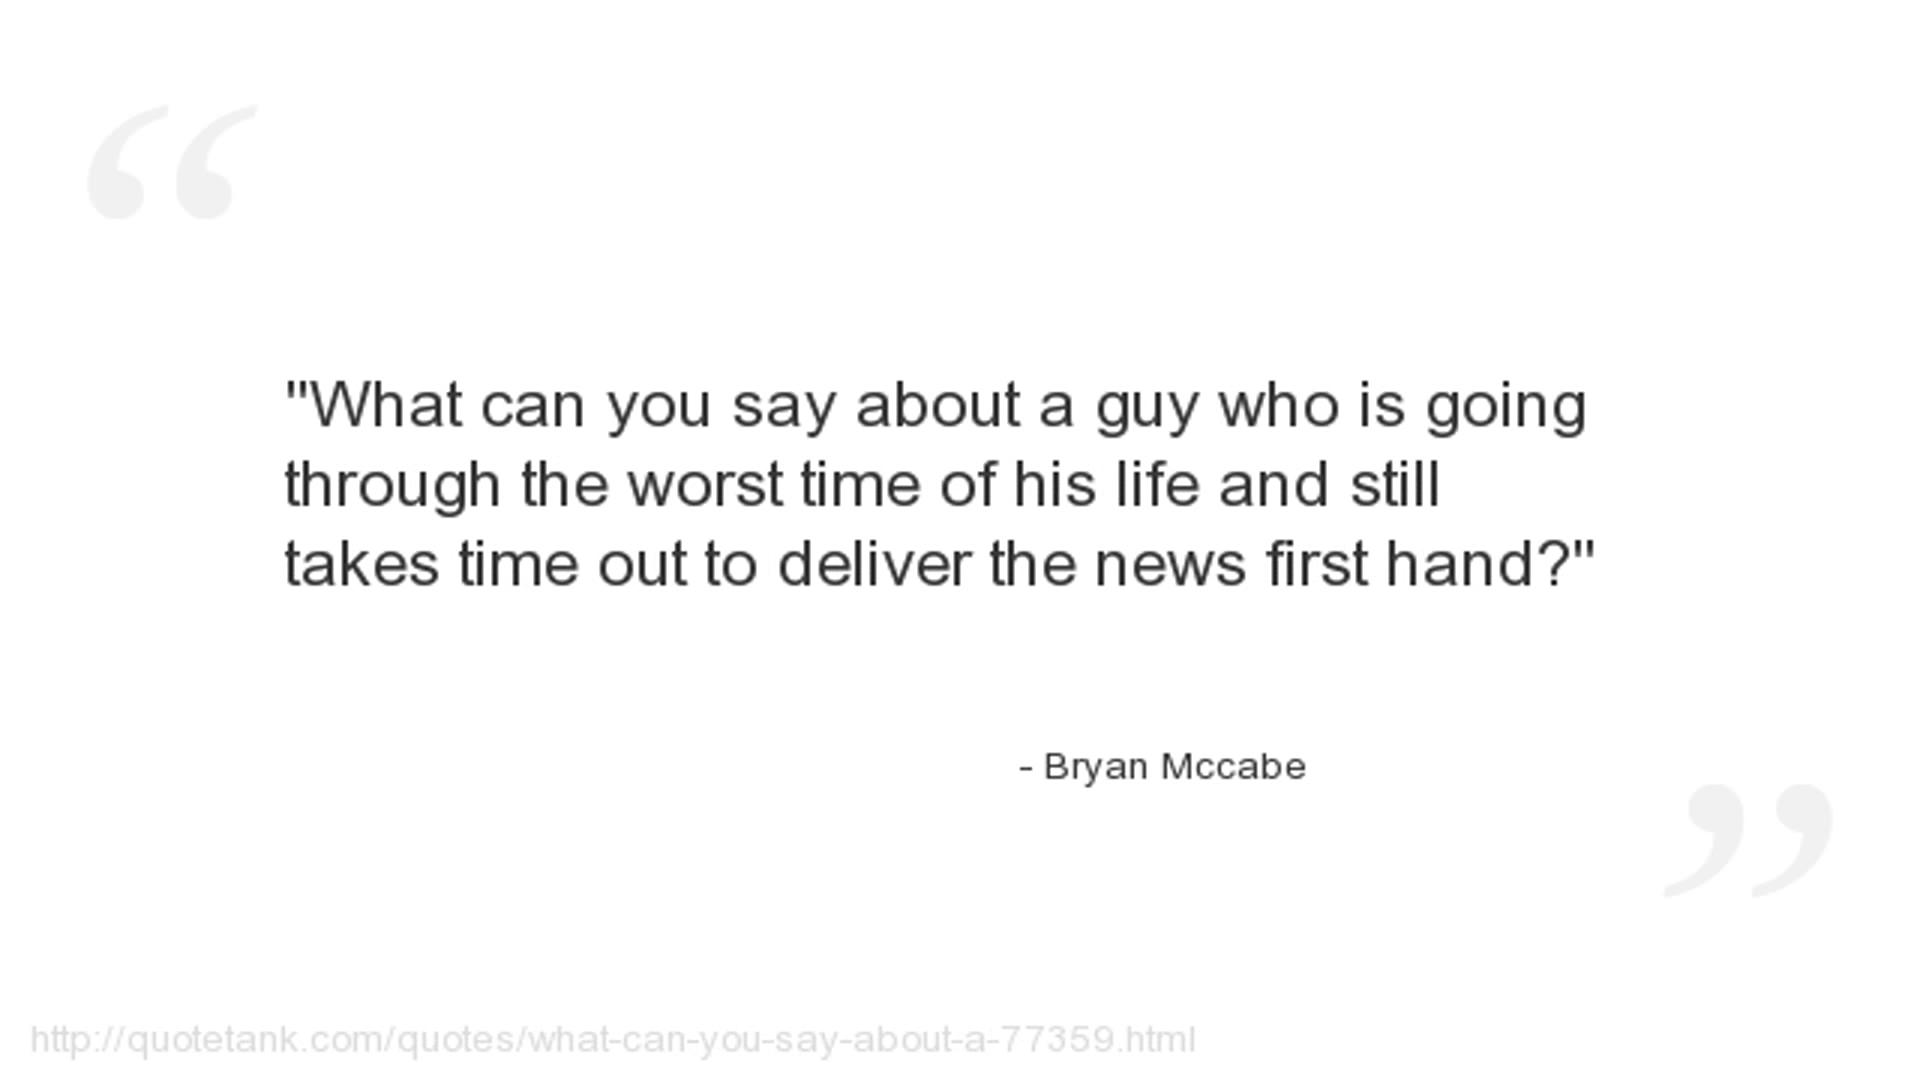 "What can you say about a guy who is going
through the worst time of his life and still
takes time out to deliver the news first hand?"
- Bryan Mccabe
http://quotetank.com/quotes/what-can-you-say-about-a-77359.html